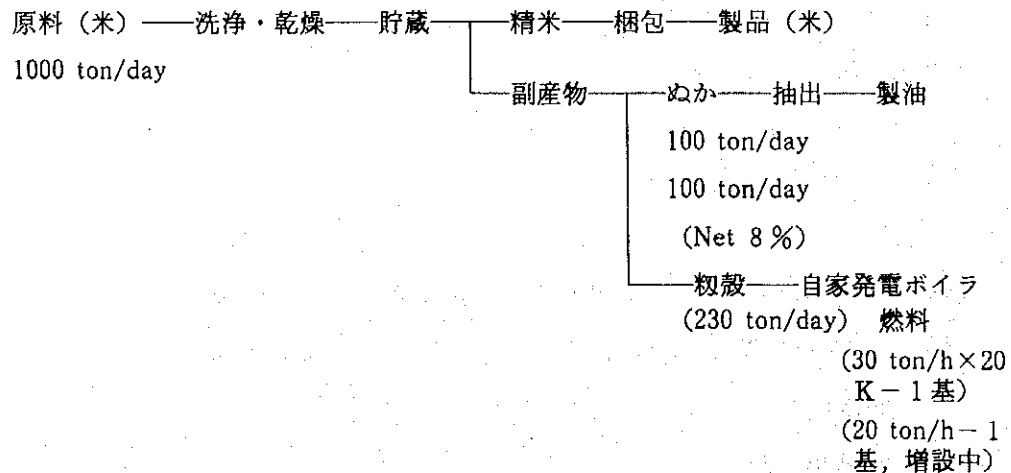 原料（米）——洗浄・乾燥——貯蔵——精米——梱包——製品（米）
1000 ton/day
副産物——ぬか——抽出——製油
100 ton/day
100 ton/day
(Net 8％)
籾殻——自家発電ボイラ
(230 ton/day) 燃料
(30 ton/h×20
K－1基)
(20 ton/h－1
基，増設中)